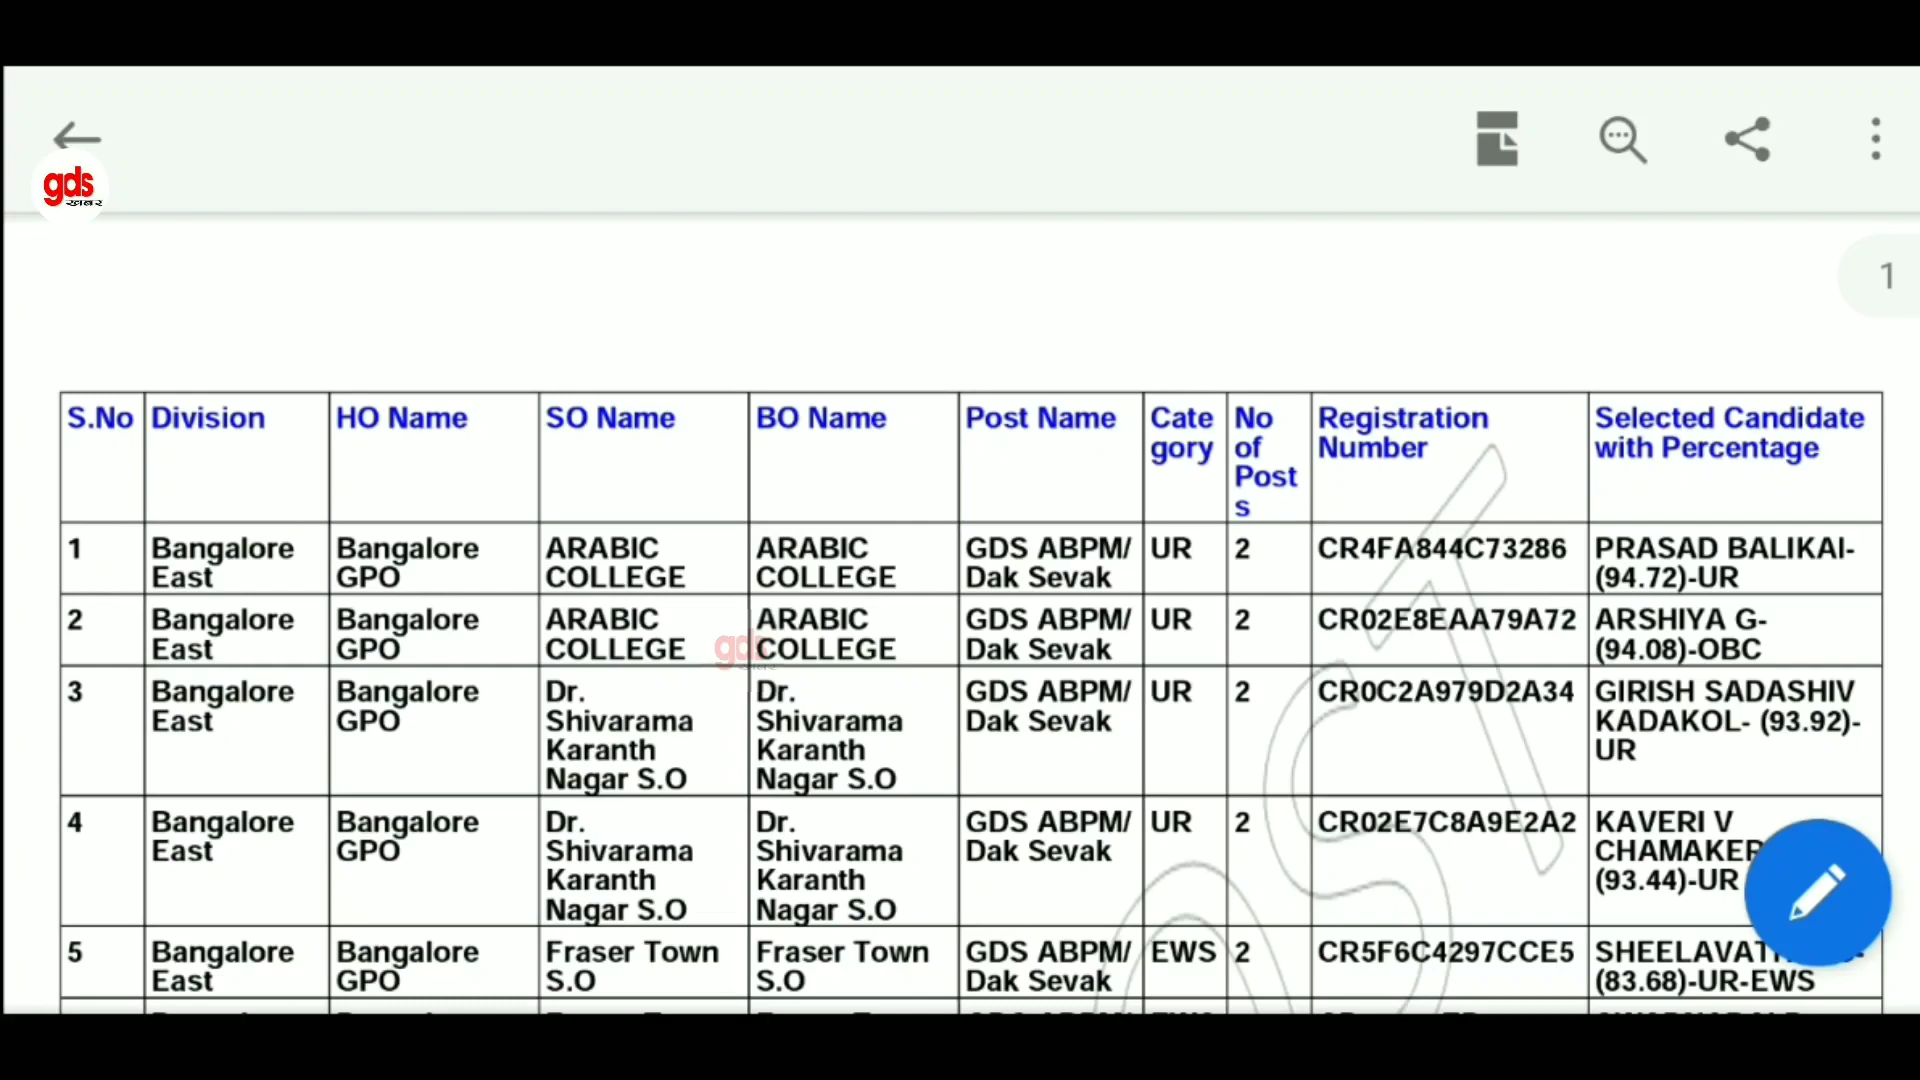 gds
खबर
1
S.No Division HO Name SO Name BO Name Post Name Cate No Registration Selected Candidate
gory of Number with Percentage
Post
s
1 Bangalore Bangalore ARABIC ARABIC GDS ABPM/ UR 2 CR4FA844C73286 PRASAD BALIKAI-
East GPO COLLEGE COLLEGE Dak Sevak (94.72)-UR
2 Bangalore Bangalore ARABIC ARABIC GDS ABPM/ UR 2 CR02E8EAA79A72 ARSHIYA G-
East GPO COLLEGE gds COLLEGE Dak Sevak (94.08)-OBC
3 Bangalore Bangalore Dr. Dr. GDS ABPM/ UR 2 CR0C2A979D2A34 GIRISH SADASHIV
East GPO Shivarama Shivarama Dak Sevak KADAKOL- (93.92)-
Karanth Karanth UR
Nagar S.O Nagar S.O
4 Bangalore Bangalore Dr. Dr. GDS ABPM/ UR 2 CR02E7C8A9E2A2 KAVERI V
East GPO Shivarama Shivarama Dak Sevak
Karanth Karanth (93.44)-UR
Nagar S.O Nagar S.O
5 Bangalore Bangalore Fraser Town Fraser Town GDS ABPM/ EWS 2 CR5F6C4297CCE5
East GPO S.O S.O Dak Sevak (83.68)-UR-EWS